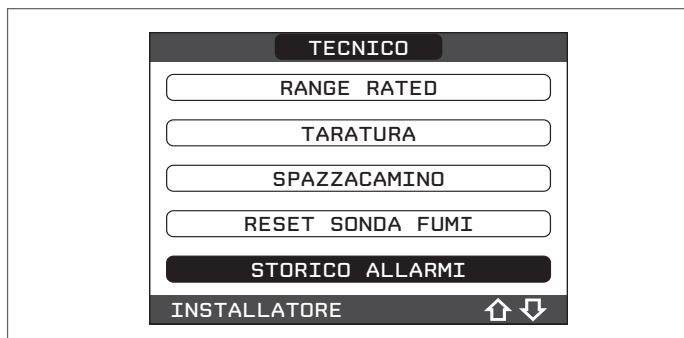 TECNICO
RANGE RATED
TARATURA
SPAZZACAMINO
RESET SONDA FUMI
STORICO ALLARMI
INSTALLATORE